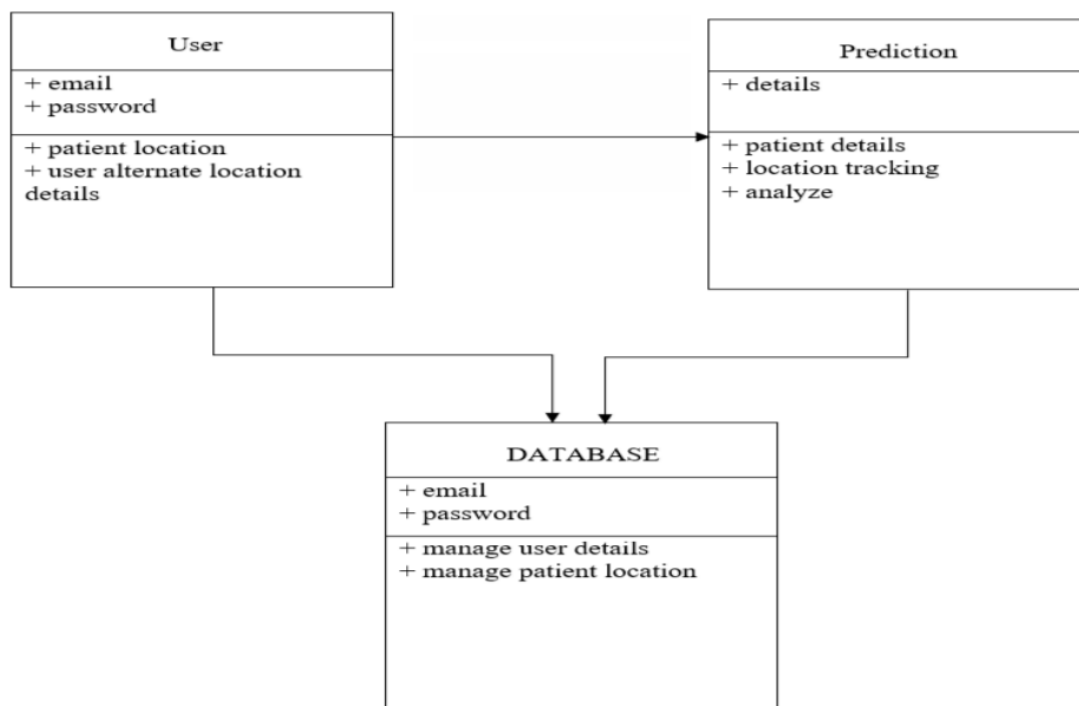 User
+ email
+ password
+ patient location
+ user alternate location
details
Prediction
+ details
+ patient details
+ location tracking
+ analyze
DATABASE
+ email
+ password
+ manage user details
+ manage patient location